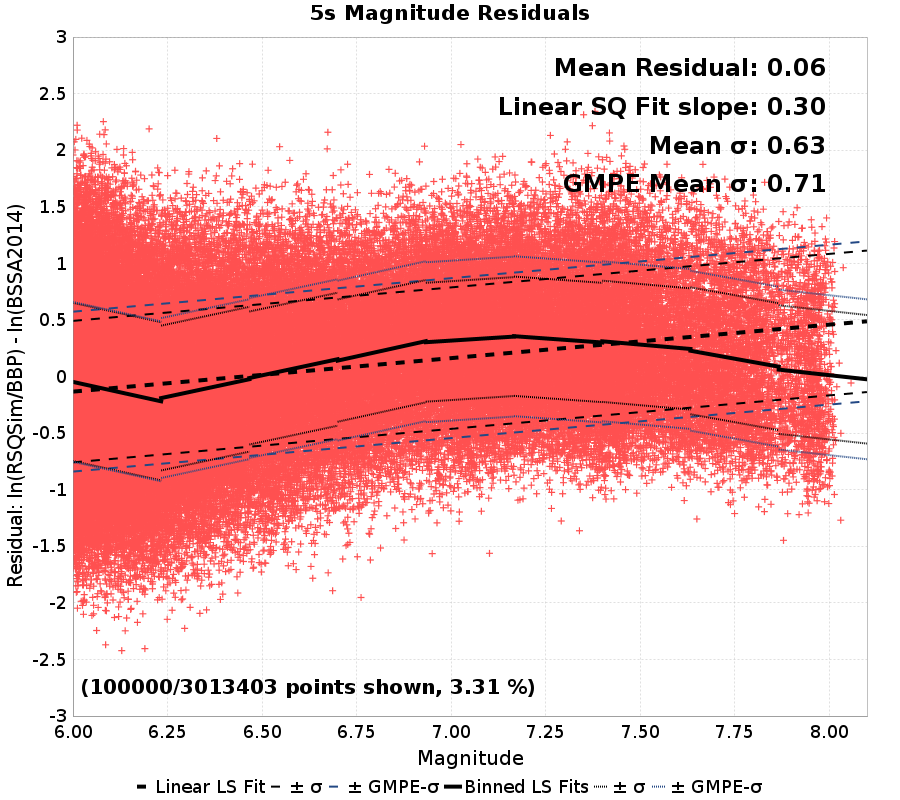 5s Magnitude Residuals
Mean Residual: 0.06
Linear SQ Fit slope: 0.30
Mean σ: 0.63
GMPE Mean σ: 0.71
3
2.5
2
1.5
1
0.5
0
-0.5
-1
-1.5
-2
-2.5
-3
Residual: ln(RSQSim/BBP) - ln(BSSA2014)
(100000/3013403 points shown, 3.31 %)
6.00 6.25 6.50 6.75 7.00 7.25 7.50 7.75 8.00
Magnitude
Linear LS Fit ± σ ± GMPE-σ Binned LS Fits ± σ ± GMPE-σ